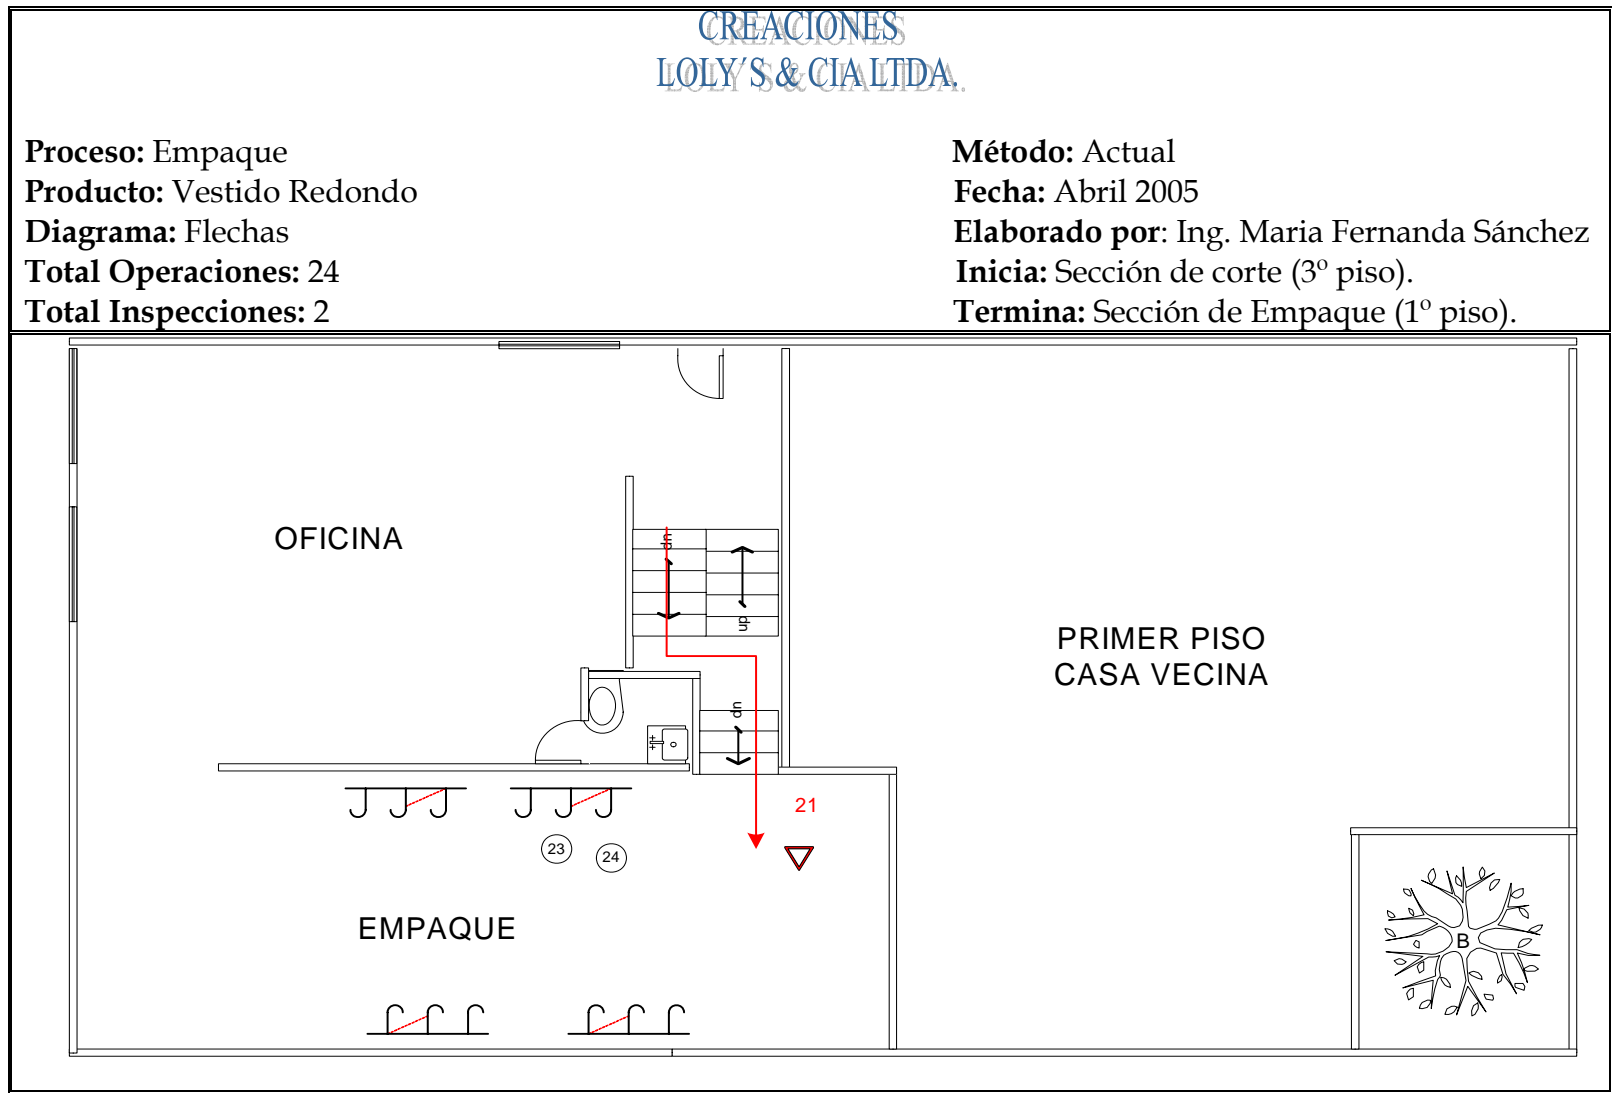 CREACIONES
LOLY´S & CIA LTDA.
Proceso: Empaque
Producto: Vestido Redondo
Diagrama: Flechas
Total Operaciones: 24
Total Inspecciones: 2
Método: Actual
Fecha: Abril 2005
Elaborado por: Ing. Maria Fernanda Sánchez
Inicia: Sección de corte (3º piso).
Termina: Sección de Empaque (1º piso).
OFICINA
dn
up
PRIMER PISO
CASA VECINA
dn
21
23
24
EMPAQUE
B